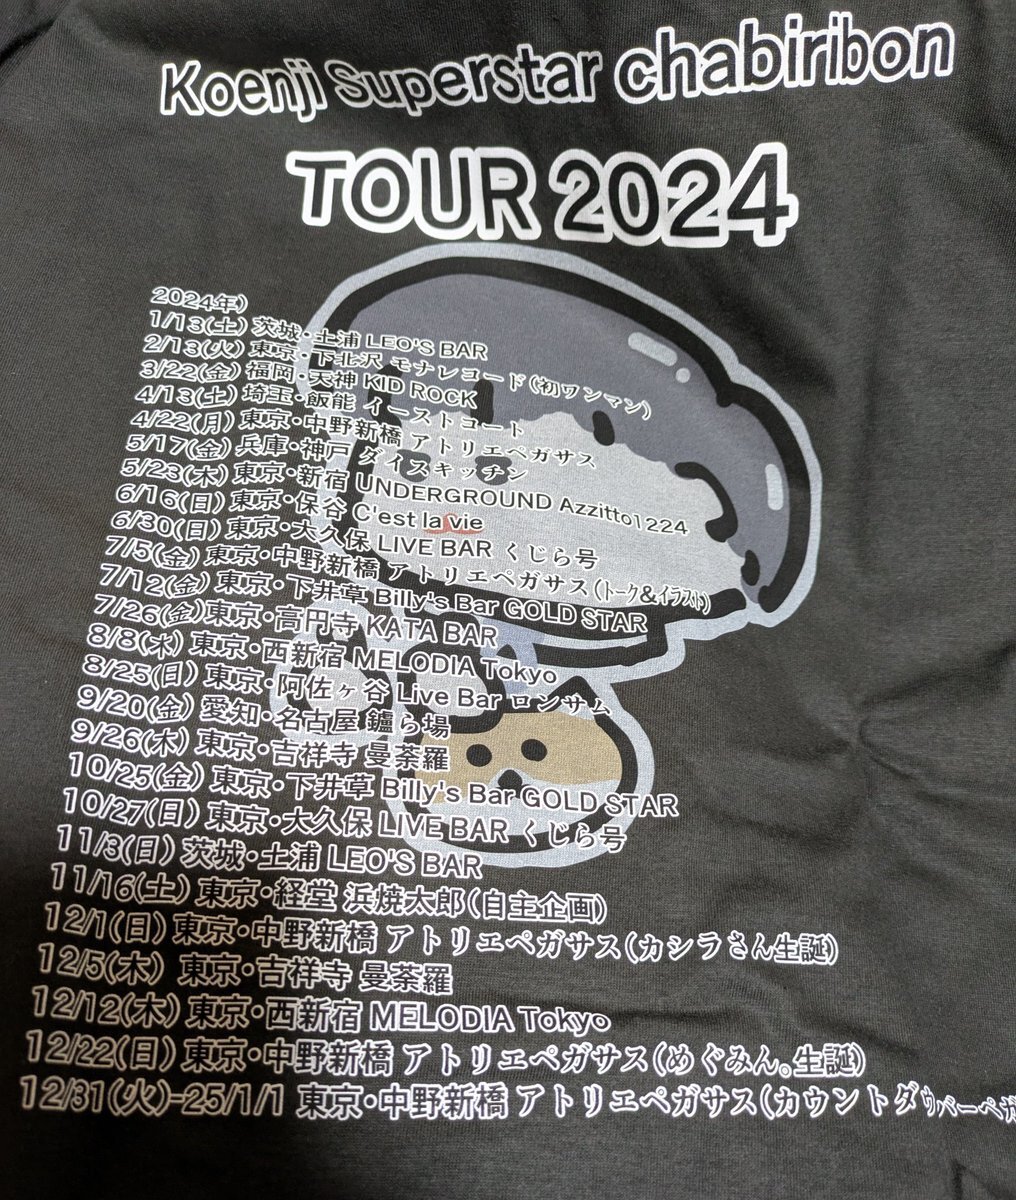 Koenji Superstar chabiribon
TOUR 2024
2024年)
1/13(土) 茨城・土浦 LEO'S BAR
2/13(火) 東京・下北沢 モナレコード(初ワンマン)
3/22(金) 福岡・天神 KID ROCK
4/13(土) 埼玉・飯能 イーストコート
4/22(月) 東京・中野新橋 アトリエペガサス
5/17(金) 兵庫・神戸 ダイスキッチン
5/23(木) 東京・新宿 UNDERGROUND Azzitto1224
6/16(日) 東京・保谷 C'est la vie
6/30(日) 東京・大久保 LIVE BAR くじら号
7/5(金) 東京・中野新橋 アトリエペガサス(トーク&イラスト)
7/12(金) 東京・下井草 Billy's Bar GOLD STAR
7/26(金)東京・高円寺 KATA BAR
8/8(木) 東京・西新宿 MELODIA Tokyo
8/25(日) 東京・阿佐ヶ谷 Live Bar ロンサム
9/20(金) 愛知・名古屋 鑪ら場
9/26(木) 東京・吉祥寺 曼荼羅
10/25(金) 東京・下井草 Billy's Bar GOLD STAR
10/27(日) 東京・大久保 LIVE BAR くじら号
11/3(日) 茨城・土浦 LEO'S BAR
11/16(土) 東京・経堂 浜焼太郎(自主企画)
12/1(日) 東京・中野新橋 アトリエペガサス(カシラさん生誕)
12/5(木) 東京・吉祥寺 曼荼羅
12/12(木) 東京・西新宿 MELODIA Tokyo
12/22(日) 東京・中野新橋 アトリエペガサス(めぐみん。生誕)
12/31(火)-25/1/1 東京・中野新橋 アトリエペガサス(カウントダウ